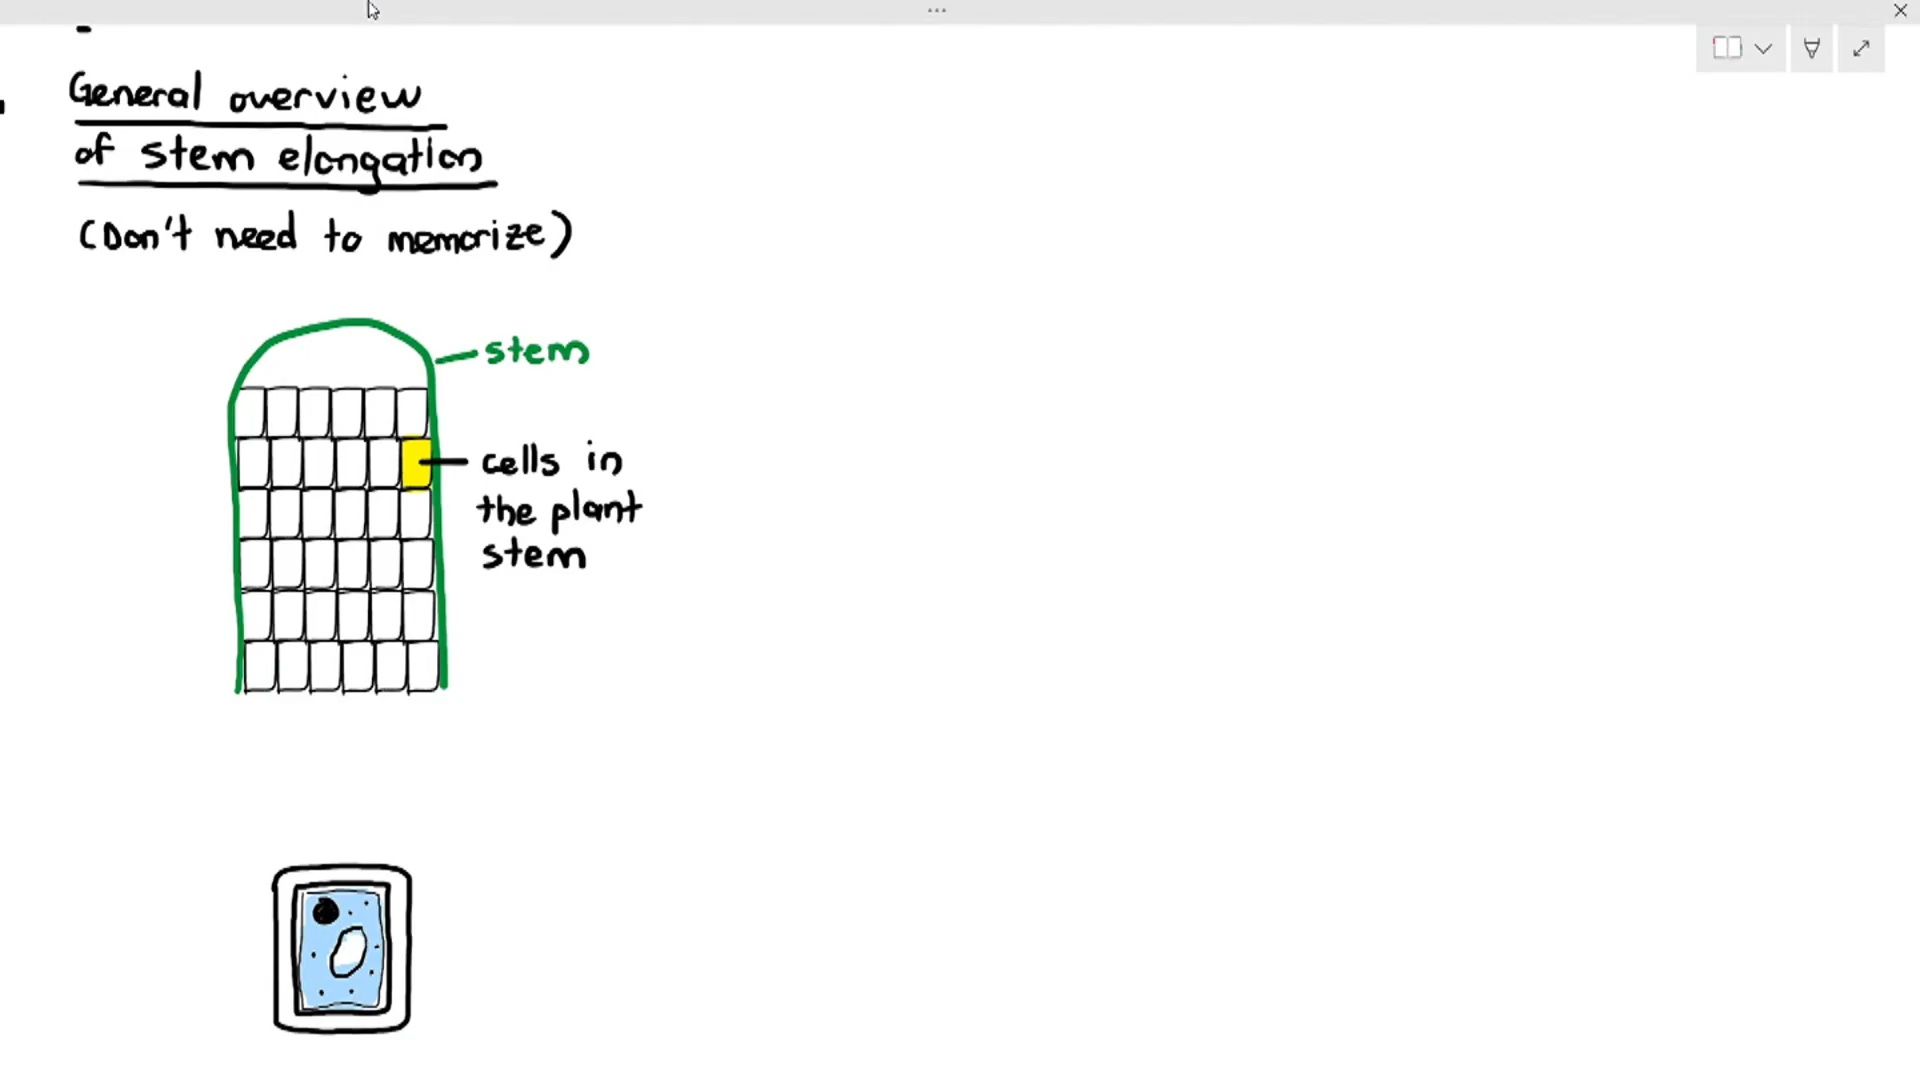 General overview
of stem elongation
(Don't need to memorize)
stem
cells in
the plant
stem